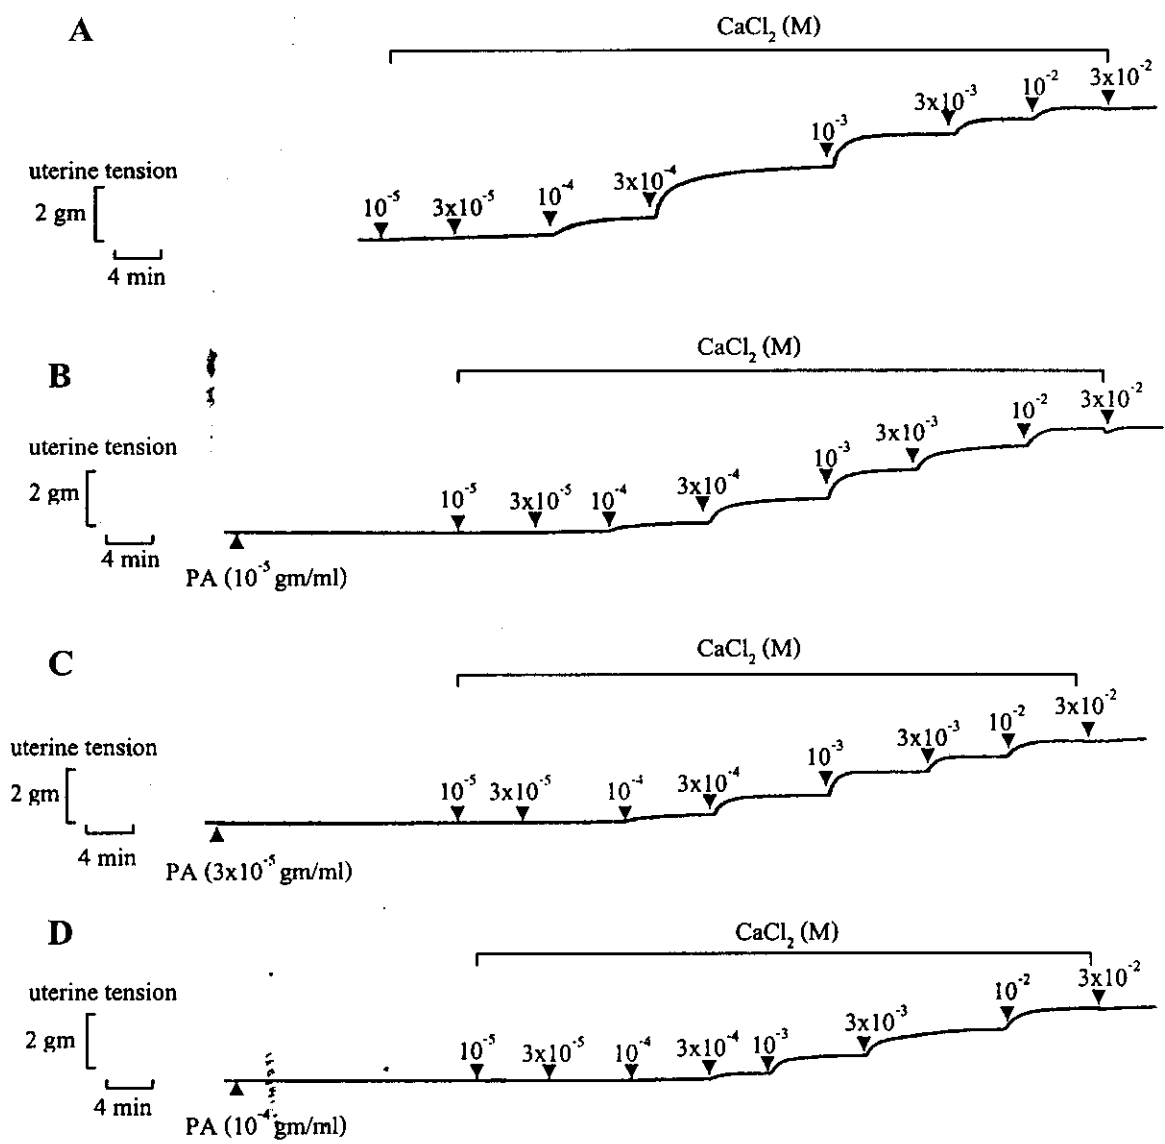 A
CaCl₂ (M)
10⁻⁵ 3x10⁻⁵ 10⁻⁴ 3x10⁻⁴ 10⁻³ 3x10⁻³ 10⁻² 3x10⁻²
uterine tension
2 gm
4 min
B
CaCl₂ (M)
10⁻⁵ 3x10⁻⁵ 10⁻⁴ 3x10⁻⁴ 10⁻³ 3x10⁻³ 10⁻² 3x10⁻²
uterine tension
2 gm
4 min
PA (10⁻⁵ gm/ml)
C
CaCl₂ (M)
10⁻⁵ 3x10⁻⁵ 10⁻⁴ 3x10⁻⁴ 10⁻³ 3x10⁻³ 10⁻² 3x10⁻²
uterine tension
2 gm
4 min
PA (3x10⁻⁵ gm/ml)
D
CaCl₂ (M)
10⁻⁵ 3x10⁻⁵ 10⁻⁴ 3x10⁻⁴ 10⁻³ 3x10⁻³ 10⁻² 3x10⁻²
uterine tension
2 gm
4 min
PA (10⁻⁴ gm/ml)